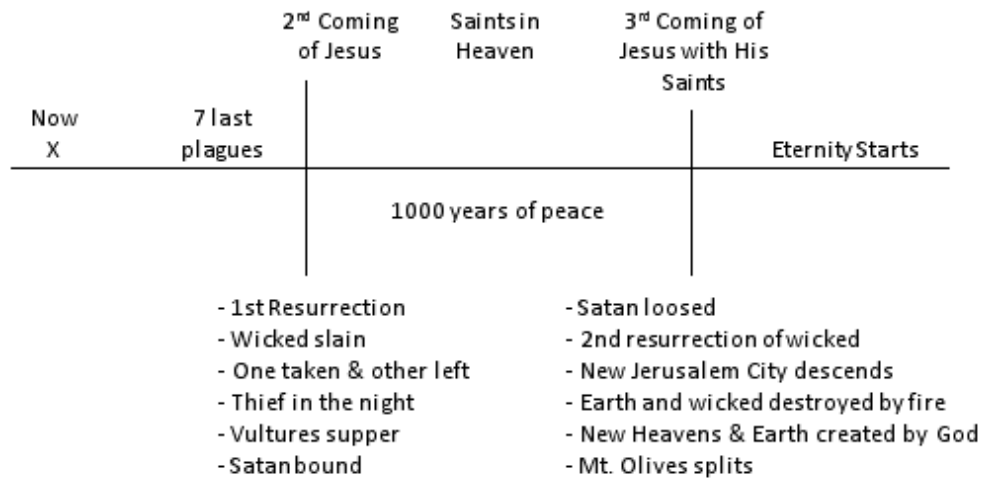 2nd Coming
of Jesus
Saints in
Heaven
3rd Coming of
Jesus with His
Saints
Now
X
7 last
plagues
Eternity Starts
1000 years of peace
- 1st Resurrection
- Wicked slain
- One taken & other left
- Thief in the night
- Vultures supper
- Satan bound
- Satan loosed
- 2nd resurrection of wicked
- New Jerusalem City descends
- Earth and wicked destroyed by fire
- New Heavens & Earth created by God
- Mt. Olives splits